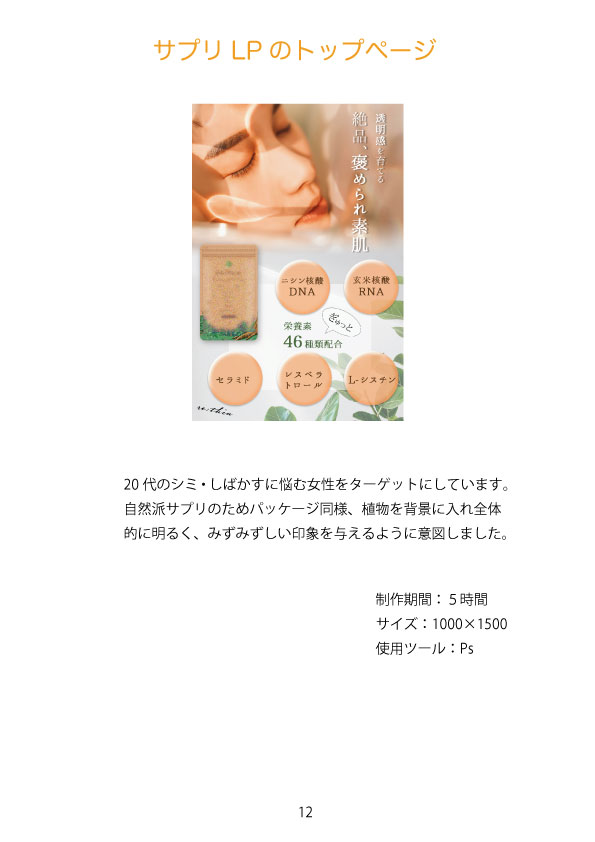 サプリ LP のトップページ
透明感を育てる
絶品、褒められ素肌
ニシン核酸
DNA
玄米核酸
RNA
ぎゅっと
栄養素
46種類配合
セラミド
レスベラ
トロール
L-シスチン
re:thin
20 代のシミ・しばかすに悩む女性をターゲットにしています。
自然派サプリのためパッケージ同様、植物を背景に入れ全体
的に明るく、みずみずしい印象を与えるように意図しました。
制作期間：５時間
サイズ：1000×1500
使用ツール：Ps
12